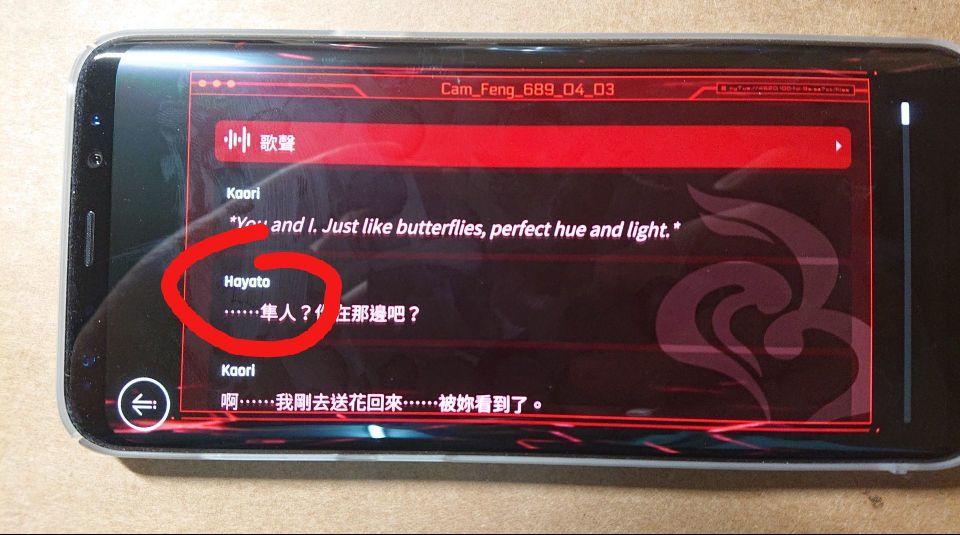 Cam_Feng_689_04_03
歌聲
Kaori
*You and I. Just like butterflies, perfect hue and light.*
Hayato
……隼人？你在那邊吧？
Kaori
啊……我剛去送花回來……被妳看到了。